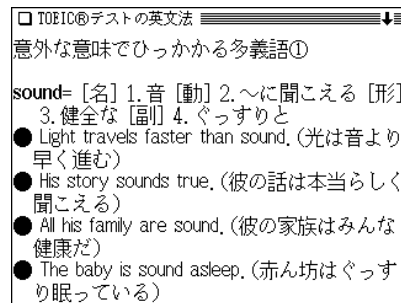 TOEIC®テストの英文法
意外な意味でひっかかる多義語①
sound= [名] 1.音 [動] 2.～に聞こえる [形]
3.健全な [副] 4.ぐっすりと
● Light travels faster than sound. (光は音より
早く進む)
● His story sounds true. (彼の話は本当らしく
聞こえる)
● All his family are sound. (彼の家族はみんな
健康だ)
● The baby is sound asleep. (赤ん坊はぐっす
り眠っている)